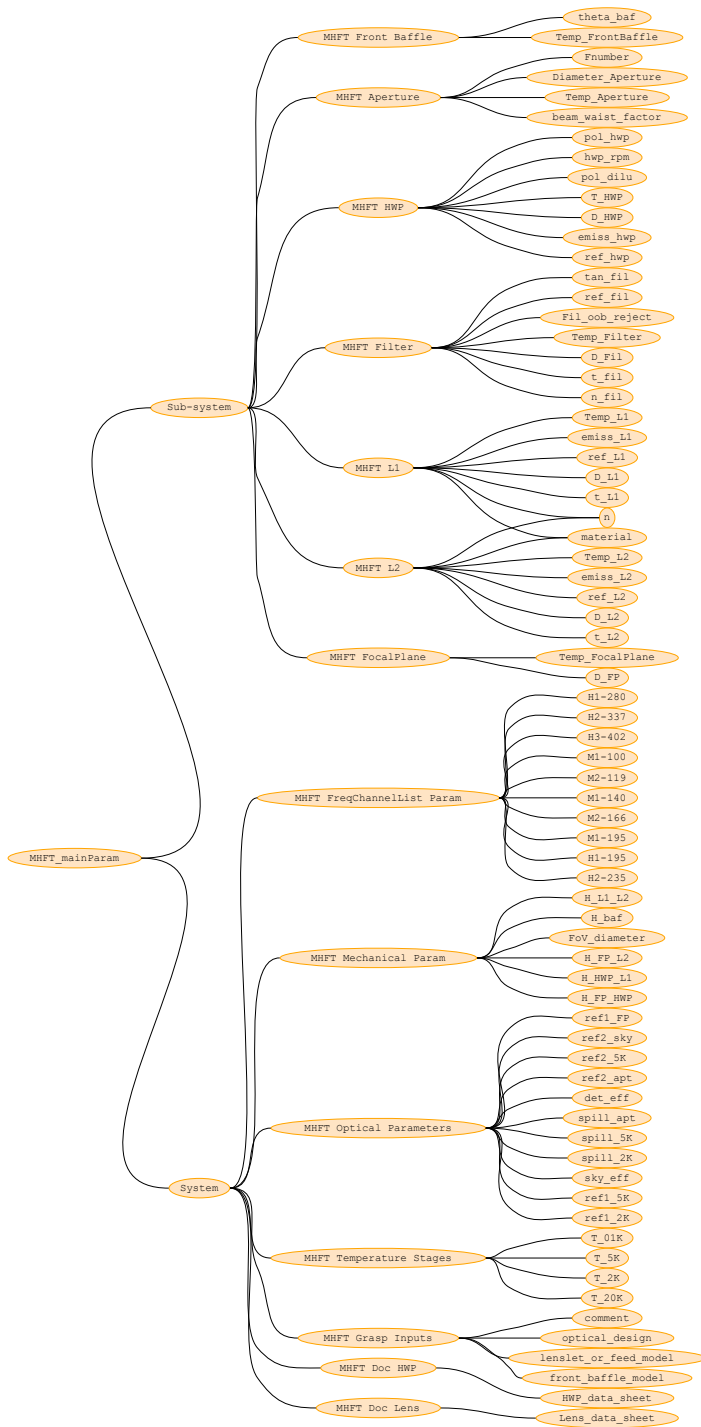 theta_baf
MHFT Front Baffle
Temp_FrontBaffle
Fnumber
Diameter_Aperture
MHFT Aperture
Temp_Aperture
beam_waist_factor
pol_hwp
hwp_rpm
pol_dilu
T_HWP
MHFT HWP
D_HWP
emiss_hwp
ref_hwp
tan_fil
ref_fil
Fil_oob_reject
Temp_Filter
MHFT Filter
D_Fil
t_fil
n_fil
Sub-system
Temp_L1
emiss_L1
ref_L1
MHFT L1
D_L1
t_L1
n
material
Temp_L2
MHFT L2
emiss_L2
ref_L2
D_L2
t_L2
MHFT FocalPlane
Temp_FocalPlane
D_FP
H1-280
H2-337
H3-402
M1-100
M2-119
MHFT FreqChannelList Param
M1-140
M2-166
M1-195
H1-195
MHFT_mainParam
H2-235
H_L1_L2
H_baf
FoV_diameter
MHFT Mechanical Param
H_FP_L2
H_HWP_L1
H_FP_HWP
ref1_FP
ref2_sky
ref2_5K
ref2_apt
det_eff
spill_apt
MHFT Optical Parameters
spill_5K
spill_2K
sky_eff
System
ref1_5K
ref1_2K
T_01K
MHFT Temperature Stages
T_5K
T_2K
T_20K
comment
MHFT Grasp Inputs
optical_design
lenslet_or_feed_model
MHFT Doc HWP
front_baffle_model
HWP_data_sheet
MHFT Doc Lens
Lens_data_sheet